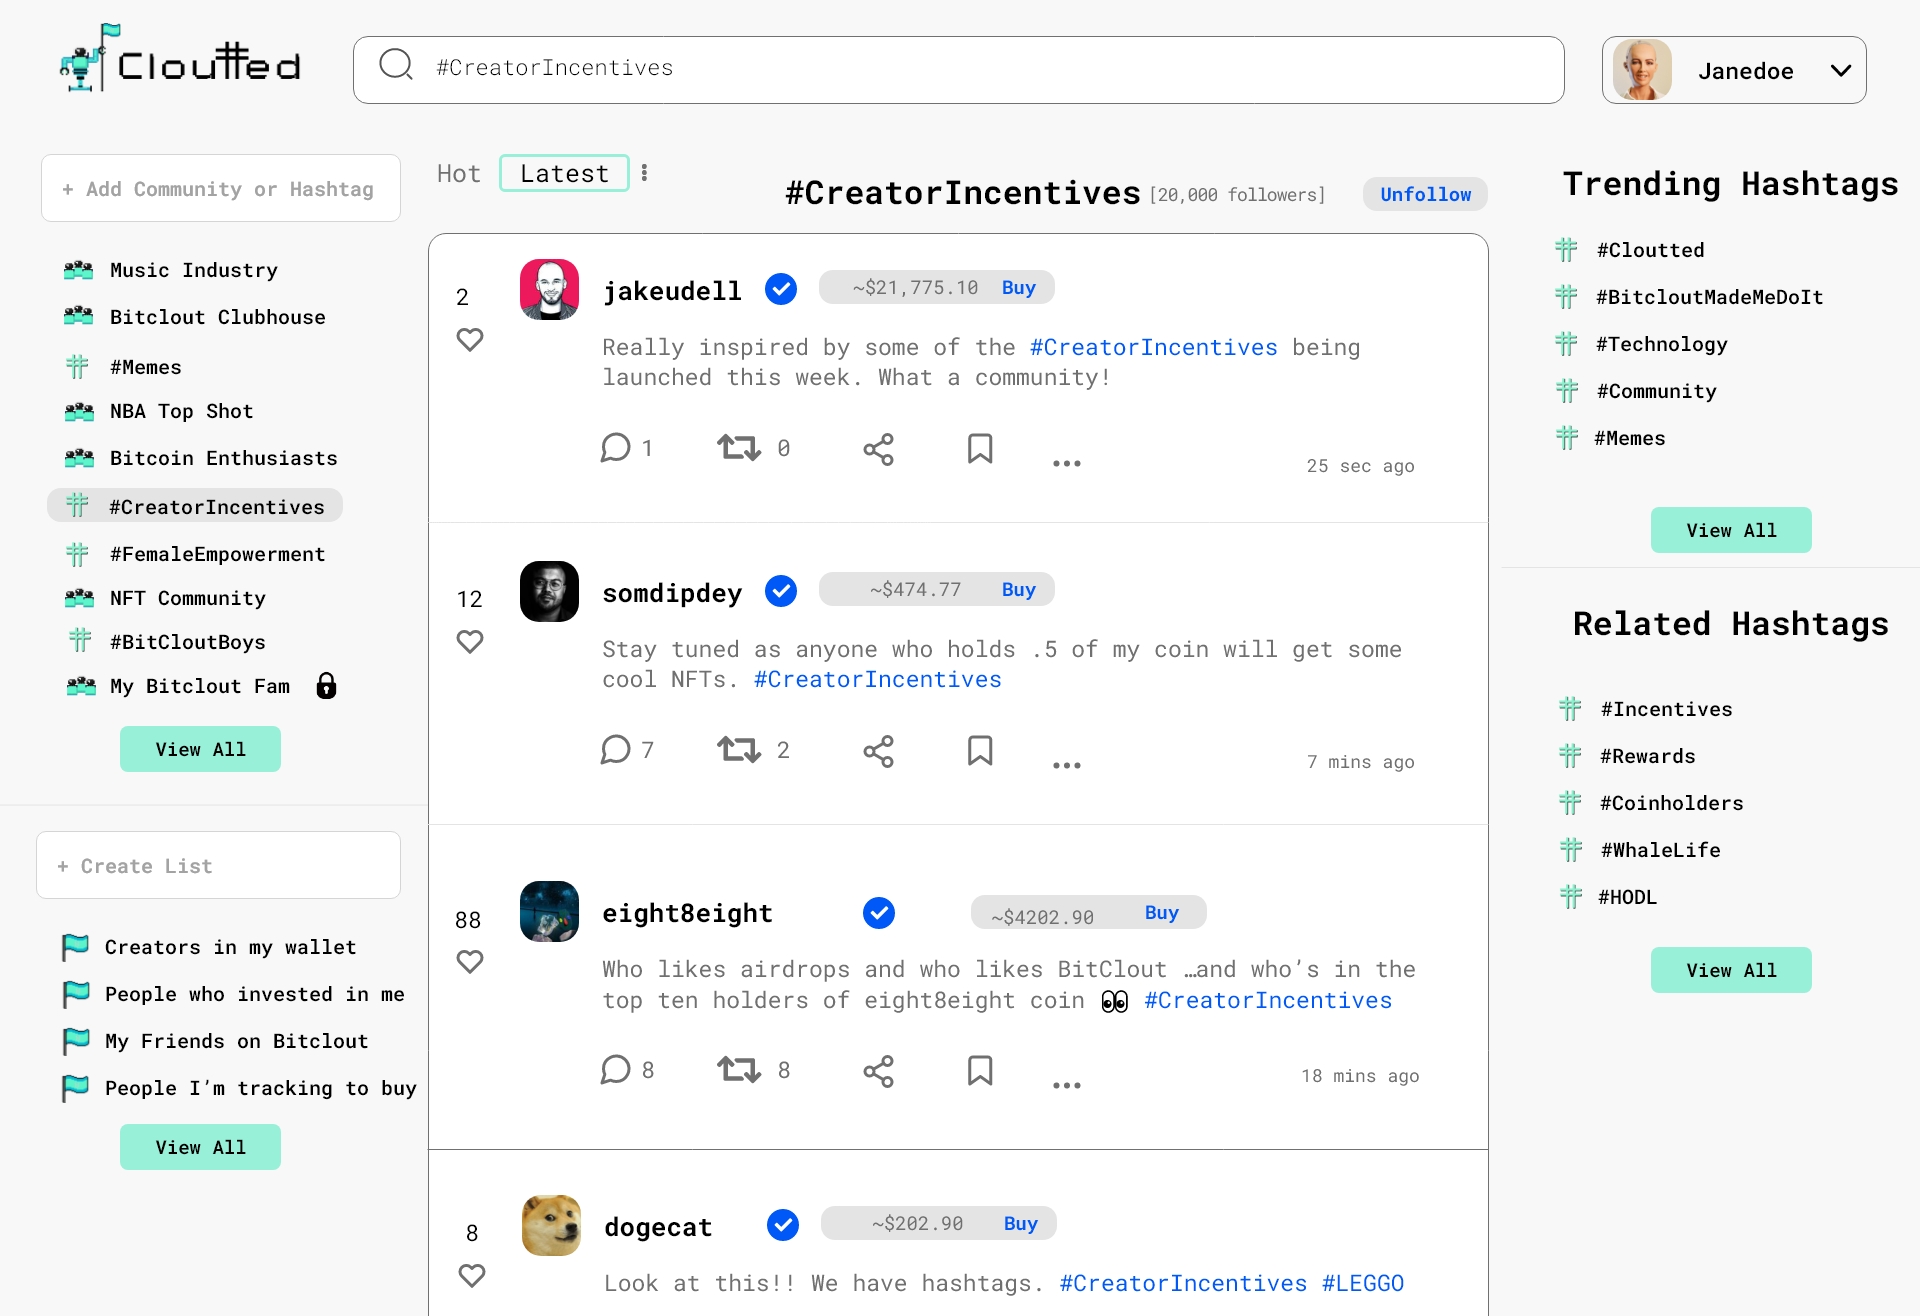 Cloutted
#CreatorIncentives
Janedoe
+ Add Community or Hashtag
Music Industry
Bitclout Clubhouse
#Memes
NBA Top Shot
Bitcoin Enthusiasts
#CreatorIncentives
#FemaleEmpowerment
NFT Community
#BitCloutBoys
My Bitclout Fam
View All
+ Create List
Creators in my wallet
People who invested in me
My Friends on Bitclout
People I’m tracking to buy
View All
Hot Latest
#CreatorIncentives [20,000 followers] Unfollow
2
jakeudell ~$21,775.10 Buy
Really inspired by some of the #CreatorIncentives being
launched this week. What a community!
1 0
25 sec ago
12
somdipdey ~$474.77 Buy
Stay tuned as anyone who holds .5 of my coin will get some
cool NFTs. #CreatorIncentives
7 2
7 mins ago
88
eight8eight ~$4202.90 Buy
Who likes airdrops and who likes BitClout …and who’s in the
top ten holders of eight8eight coin 👀 #CreatorIncentives
8 8
18 mins ago
8
dogecat ~$202.90 Buy
Look at this!! We have hashtags. #CreatorIncentives #LEGGO
Trending Hashtags
#Cloutted
#BitcloutMadeMeDoIt
#Technology
#Community
#Memes
View All
Related Hashtags
#Incentives
#Rewards
#Coinholders
#WhaleLife
#HODL
View All